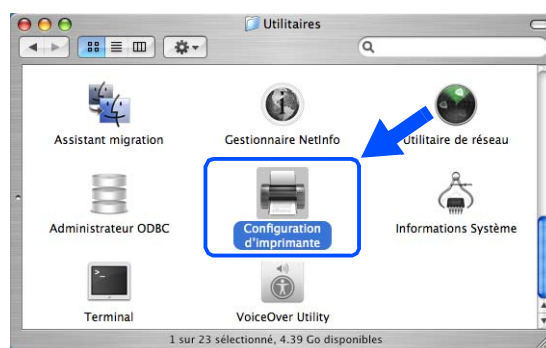 Utilitaires
Assistant migration
Gestionnaire NetInfo
Utilitaire de réseau
Administrateur ODBC
Configuration
d'imprimante
Informations Système
Terminal
VoiceOver Utility
1 sur 23 sélectionné, 4.39 Go disponibles